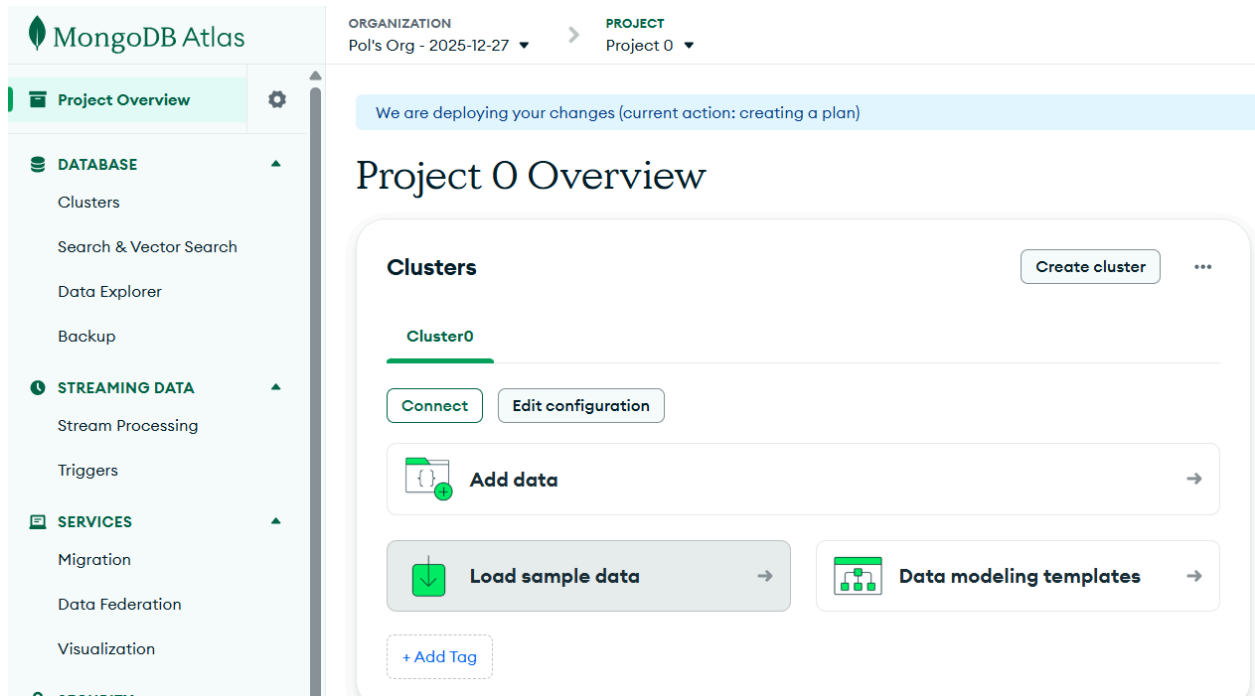 MongoDB Atlas
ORGANIZATION
Pol's Org - 2025-12-27
PROJECT
Project 0
Project Overview
DATABASE
Clusters
Search & Vector Search
Data Explorer
Backup
STREAMING DATA
Stream Processing
Triggers
SERVICES
Migration
Data Federation
Visualization
We are deploying your changes (current action: creating a plan)
Project 0 Overview
Clusters
Create cluster
Cluster0
Connect
Edit configuration
{ }
Add data
Load sample data
Data modeling templates
+ Add Tag